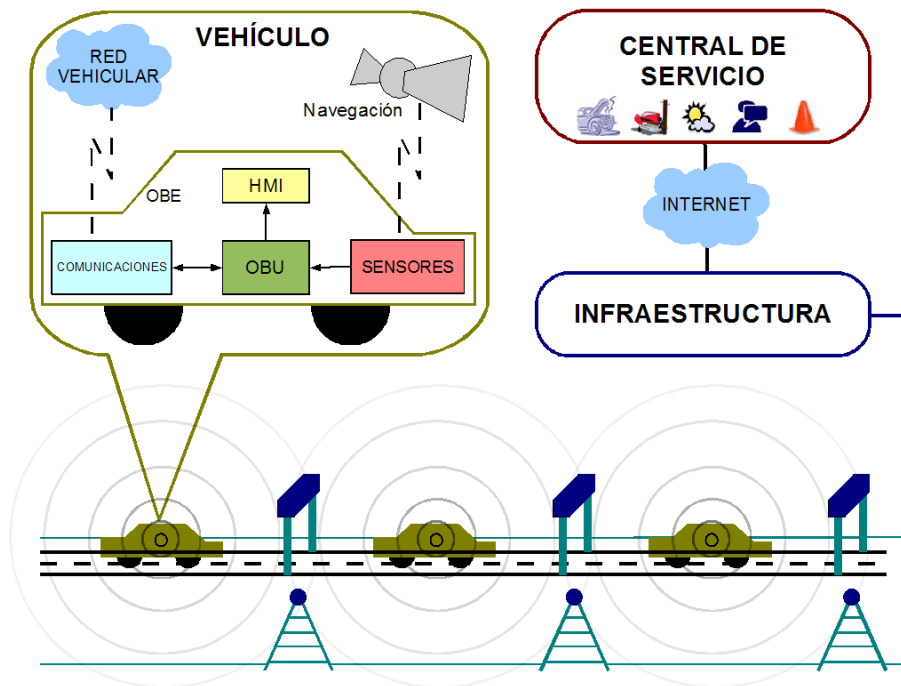 VEHÍCULO
RED
VEHICULAR
Navegación
OBE
HMI
COMUNICACIONES
OBU
SENSORES
CENTRAL DE
SERVICIO
INTERNET
INFRAESTRUCTURA